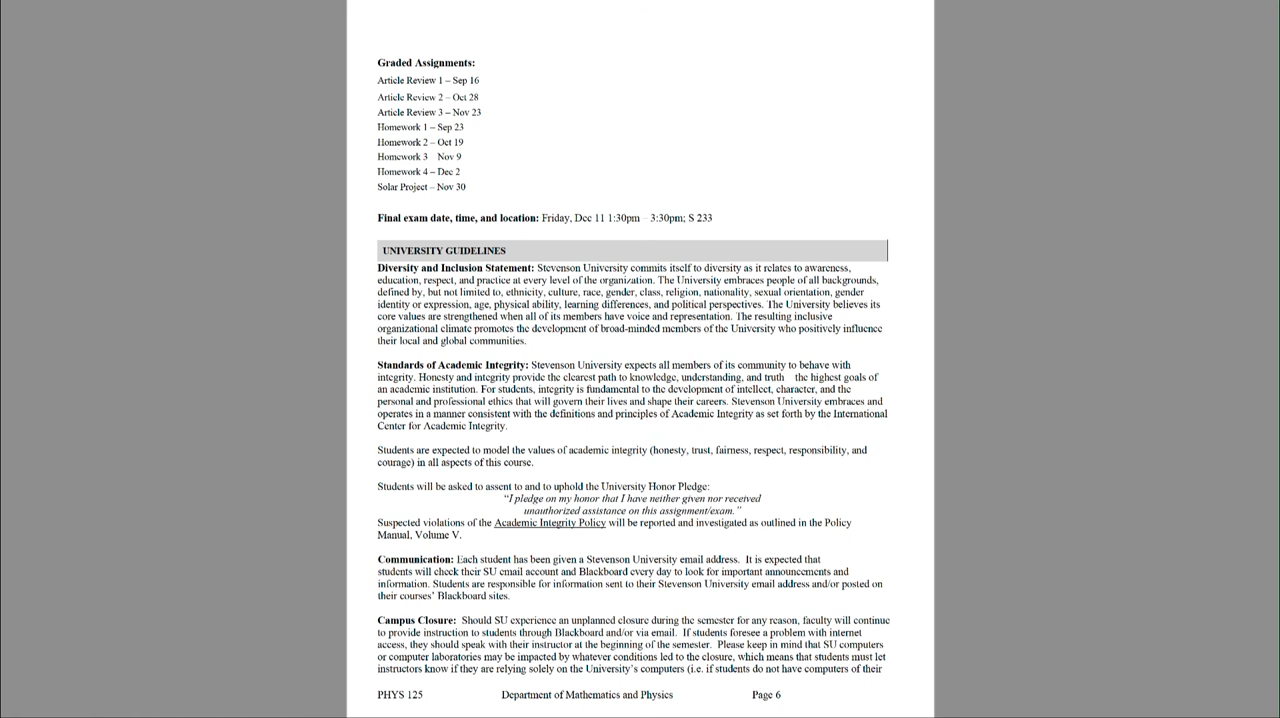 Graded Assignments:
Article Review 1 – Sep 16
Article Review 2 – Oct 28
Article Review 3 – Nov 23
Homework 1 – Sep 23
Homework 2 – Oct 19
Homework 3 Nov 9
Homework 4 – Dec 2
Solar Project – Nov 30
Final exam date, time, and location: Friday, Dec 11 1:30pm – 3:30pm; S 233
UNIVERSITY GUIDELINES
Diversity and Inclusion Statement: Stevenson University commits itself to diversity as it relates to awareness,
education, respect, and practice at every level of the organization. The University embraces people of all backgrounds,
defined by, but not limited to, ethnicity, culture, race, gender, class, religion, nationality, sexual orientation, gender
identity or expression, age, physical ability, learning differences, and political perspectives. The University believes its
core values are strengthened when all of its members have voice and representation. The resulting inclusive
organizational climate promotes the development of broad-minded members of the University who positively influence
their local and global communities.
Standards of Academic Integrity: Stevenson University expects all members of its community to behave with
integrity. Honesty and integrity provide the clearest path to knowledge, understanding, and truth the highest goals of
an academic institution. For students, integrity is fundamental to the development of intellect, character, and the
personal and professional ethics that will govern their lives and shape their careers. Stevenson University embraces and
operates in a manner consistent with the definitions and principles of Academic Integrity as set forth by the International
Center for Academic Integrity.
Students are expected to model the values of academic integrity (honesty, trust, fairness, respect, responsibility, and
courage) in all aspects of this course.
Students will be asked to assent to and to uphold the University Honor Pledge:
“I pledge on my honor that I have neither given nor received
unauthorized assistance on this assignment/exam.”
Suspected violations of the Academic Integrity Policy will be reported and investigated as outlined in the Policy
Manual, Volume V.
Communication: Each student has been given a Stevenson University email address. It is expected that
students will check their SU email account and Blackboard every day to look for important announcements and
information. Students are responsible for information sent to their Stevenson University email address and/or posted on
their courses’ Blackboard sites.
Campus Closure: Should SU experience an unplanned closure during the semester for any reason, faculty will continue
to provide instruction to students through Blackboard and/or via email. If students foresee a problem with internet
access, they should speak with their instructor at the beginning of the semester. Please keep in mind that SU computers
or computer laboratories may be impacted by whatever conditions led to the closure, which means that students must let
instructors know if they are relying solely on the University’s computers (i.e. if students do not have computers of their
PHYS 125 Department of Mathematics and Physics Page 6